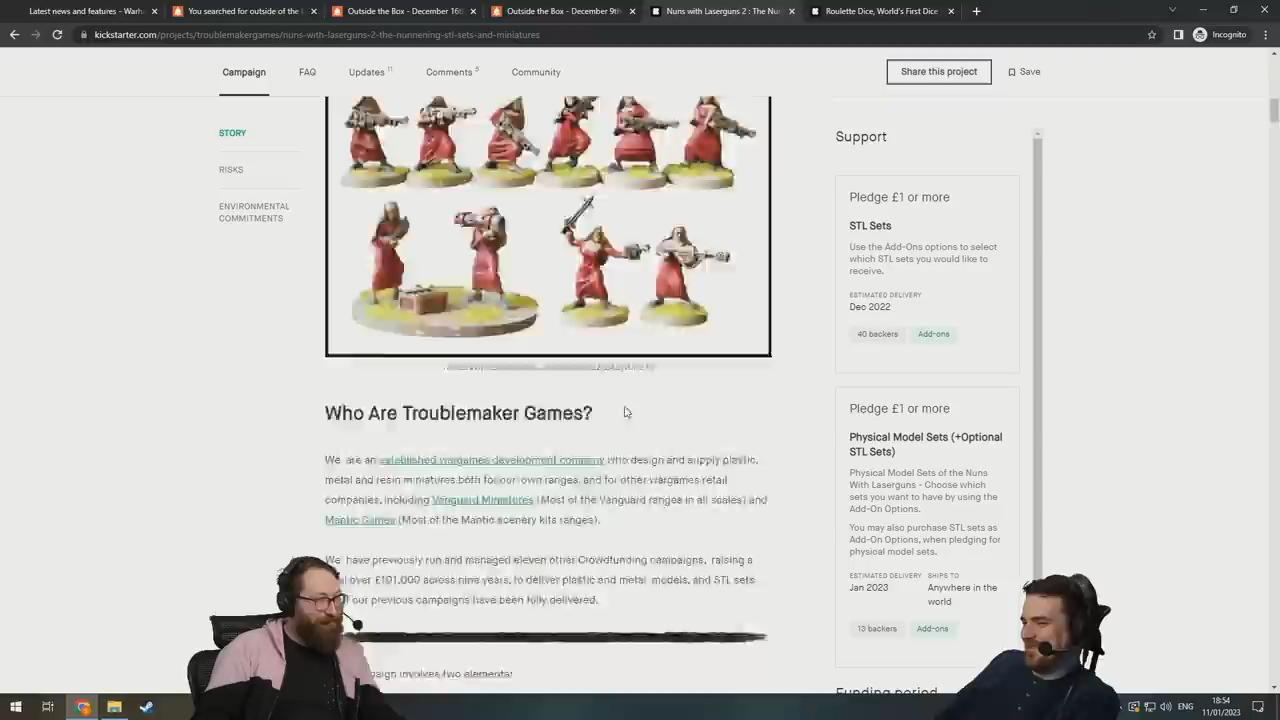 Latest news and features - Warh
You searched for outside of the b
Outside the Box - December 16th
Outside the Box - December 9th
Nuns with Laserguns 2 : The Nun
Roulette Dice, World's First Dice
kickstarter.com/projects/troublemakergames/nuns-with-laserguns-2-the-nunnening-stl-sets-and-miniatures
Incognito
Campaign
FAQ
Updates 11
Comments 5
Community
Share this project
Save
STORY
RISKS
ENVIRONMENTAL
COMMITMENTS
Who Are Troublemaker Games?
We are an established wargames development company who design and supply plastic,
metal and resin miniatures both for our own ranges, and for other wargames retail
companies, including Vanguard Miniatures (Most of the Vanguard ranges in all scales) and
Mantic Games (Most of the Mantic scenery kits ranges).
We have previously run and managed eleven other Crowdfunding campaigns, raising a
over £101,000 across nine years, to deliver plastic and metal models, and STL sets
our previous campaigns have been fully delivered.
involves two
Support
Pledge £1 or more
STL Sets
Use the Add-Ons options to select
which STL sets you would like to
receive.
ESTIMATED DELIVERY
Dec 2022
40 backers
Add-ons
Pledge £1 or more
Physical Model Sets (+Optional
STL Sets)
Physical Model Sets of the Nuns
With Laserguns - Choose which
sets you want to have by using the
Add-On Options.
You may also purchase STL sets as
Add-On Options, when pledging for
physical model sets.
ESTIMATED DELIVERY
SHIPS TO
Jan 2023
Anywhere in the
world
13 backers
Add-ons
Funding period
ENG
18:54
11/01/2023